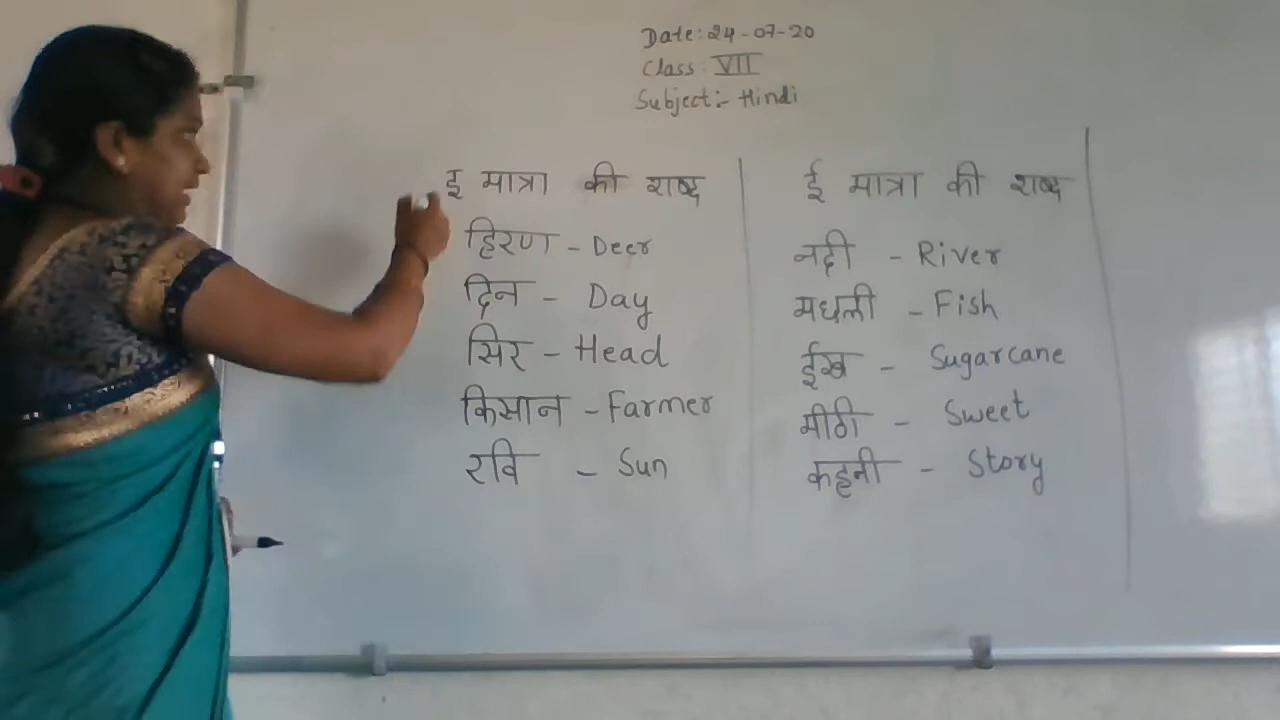 Date: 24-07-20
Class: VII
Subject:- Hindi
इ मात्रा की शब्द
हिरण - Deer
दिन - Day
सिर - Head
किसान - Farmer
रवि - Sun
ई मात्रा की शब्द
नदी - River
मछली - Fish
ईख - Sugarcane
मीठी - Sweet
कहनी - Story